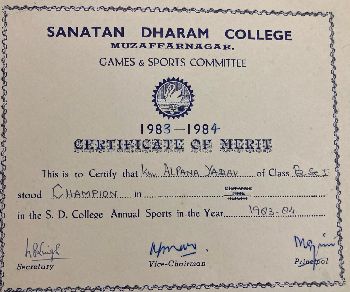 SANATAN DHARAM COLLEGE
MUZAFFARNAGAR.
GAMES & SPORTS COMMITTEE
1983-1984
CERTIFICATE OF MERIT
This is to Certify that Km ALPANA YADAV of Class B.Sc I
stood CHAMPION in
in the S. D. College Annual Sports in the Year 1983-84
Secretary Vice-Chairman Principal